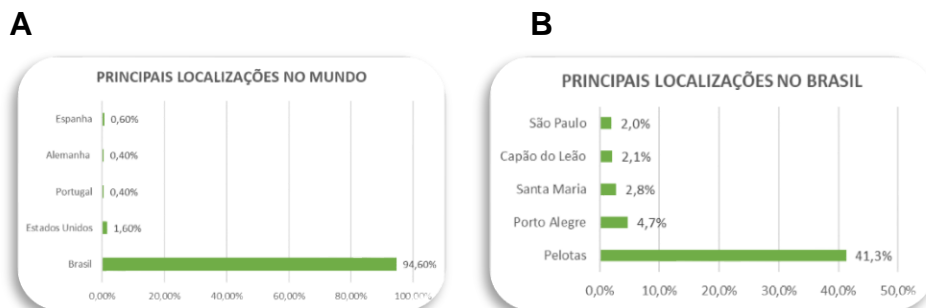 A
B
PRINCIPAIS LOCALIZAÇÕES NO MUNDO
Espanha 0,60%
Alemanha 0,40%
Portugal 0,40%
Estados Unidos 1,60%
Brasil 94,60%
0,00% 20,00% 40,00% 60,00% 80,00% 100,00%
PRINCIPAIS LOCALIZAÇÕES NO BRASIL
São Paulo 2,0%
Capão do Leão 2,1%
Santa Maria 2,8%
Porto Alegre 4,7%
Pelotas 41,3%
0,0% 10,0% 20,0% 30,0% 40,0% 50,0%